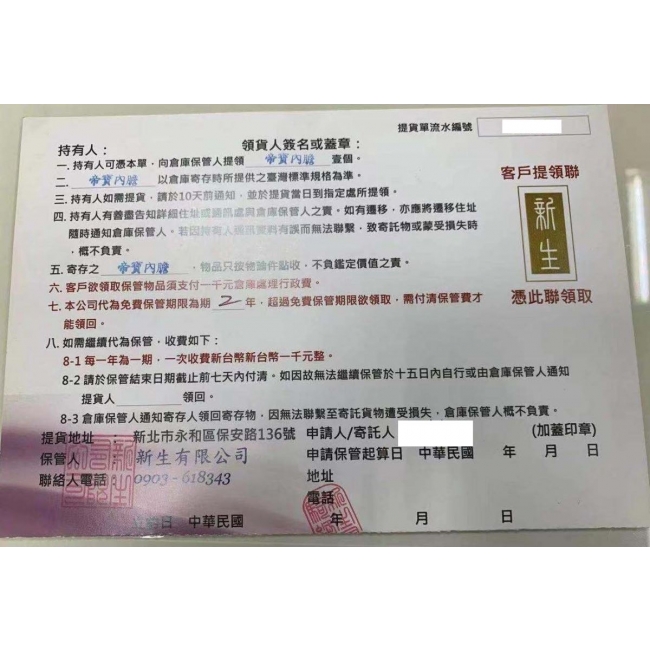 提貨單流水編號
持有人： 領貨人簽名或蓋章：
客戶提領聯
一. 持有人可憑本單，向倉庫保管人提領 帝寶內膽 壹個。
二. 帝寶內膽 以倉庫寄存時所提供之臺灣標準規格為準。
三. 持有人如需提貨，請於10天前通知，並於提貨當日到指定處所提領。
四. 持有人有善盡告知詳細住址或通訊處與倉庫保管人之責。如有遷移，亦應將遷移住址
隨時通知倉庫保管人。若因持有人通訊資料有誤而無法聯繫，致寄託物或蒙受損失時
，概不負責。
新生
憑此聯領取
五. 寄存之 帝寶內膽，物品只按物論件點收，不負鑑定價值之責。
六. 客戶欲領取保管物品須支付一千元倉庫處理行政費。
七. 本公司代為免費保管期限為期 2 年，超過免費保管期限欲領取，需付清保管費才
能領回。
八. 如需繼續代為保管，收費如下：
8-1 每一年為一期，一次收費新台幣新台幣一千元整。
8-2 請於保管結束日期截止前七天內付清。如因故無法繼續保管於十五日內自行或由倉庫保管人通知
提貨人 領回。
8-3 倉庫保管人通知寄存人領回寄存物，因無法聯繫至寄託貨物遭受損失，倉庫保管人概不負責。
提貨地址 ： 新北市永和區保安路136號
保管人 ： 新生有限公司
聯絡人電話： 0903-618343
申請人/寄託人 (加蓋印章)
申請保管起算日 中華民國 年 月 日
地址
電話
日 中華民國 年 月 日